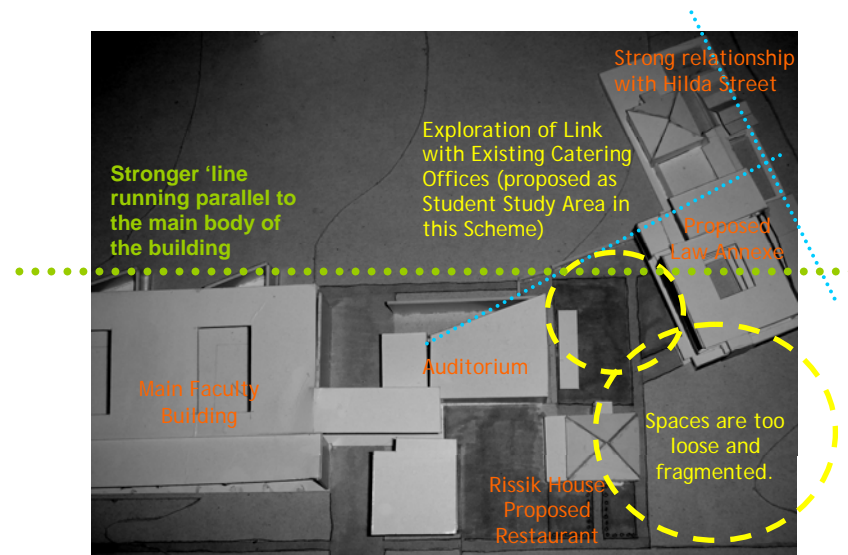 Strong relationship
with Hilda Street
Exploration of Link
with Existing Catering
Offices (proposed as
Student Study Area in
this Scheme)
Stronger ‘line
running parallel to
the main body of
the building
Proposed
Law Annexe
Auditorium
Main Faculty
Building
Spaces are too
loose and
fragmented.
Rissik House
Proposed
Restaurant